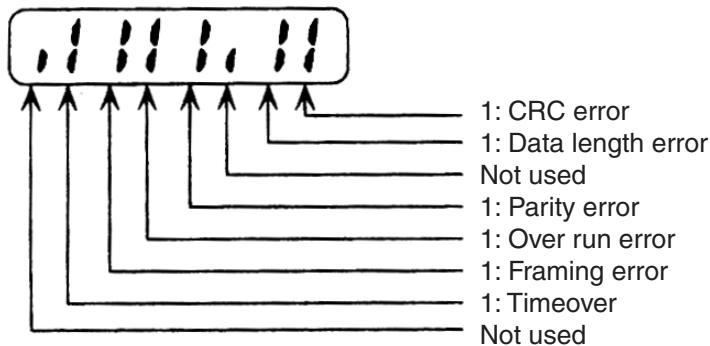 1: CRC error
1: Data length error
Not used
1: Parity error
1: Over run error
1: Framing error
1: Timeover
Not used